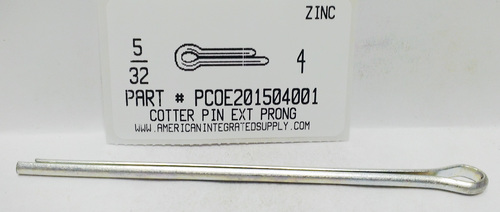 ZINC
5/32
4
PART # PCOE201504001
COTTER PIN EXT PRONG
WWW.AMERICANINTEGRATEDSUPPLY.COM